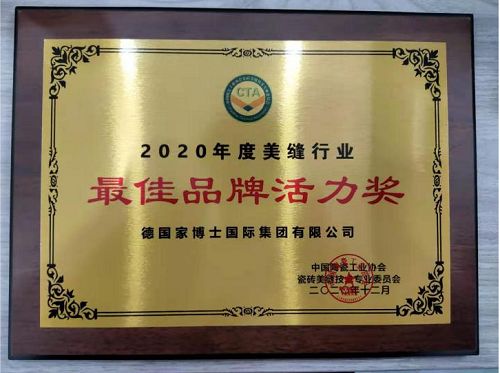 CTA
2020年度美缝行业
最佳品牌活力奖
德国家博士国际集团有限公司
中国陶瓷工业协会
瓷砖美缝技术专业委员会
二〇二〇年十二月